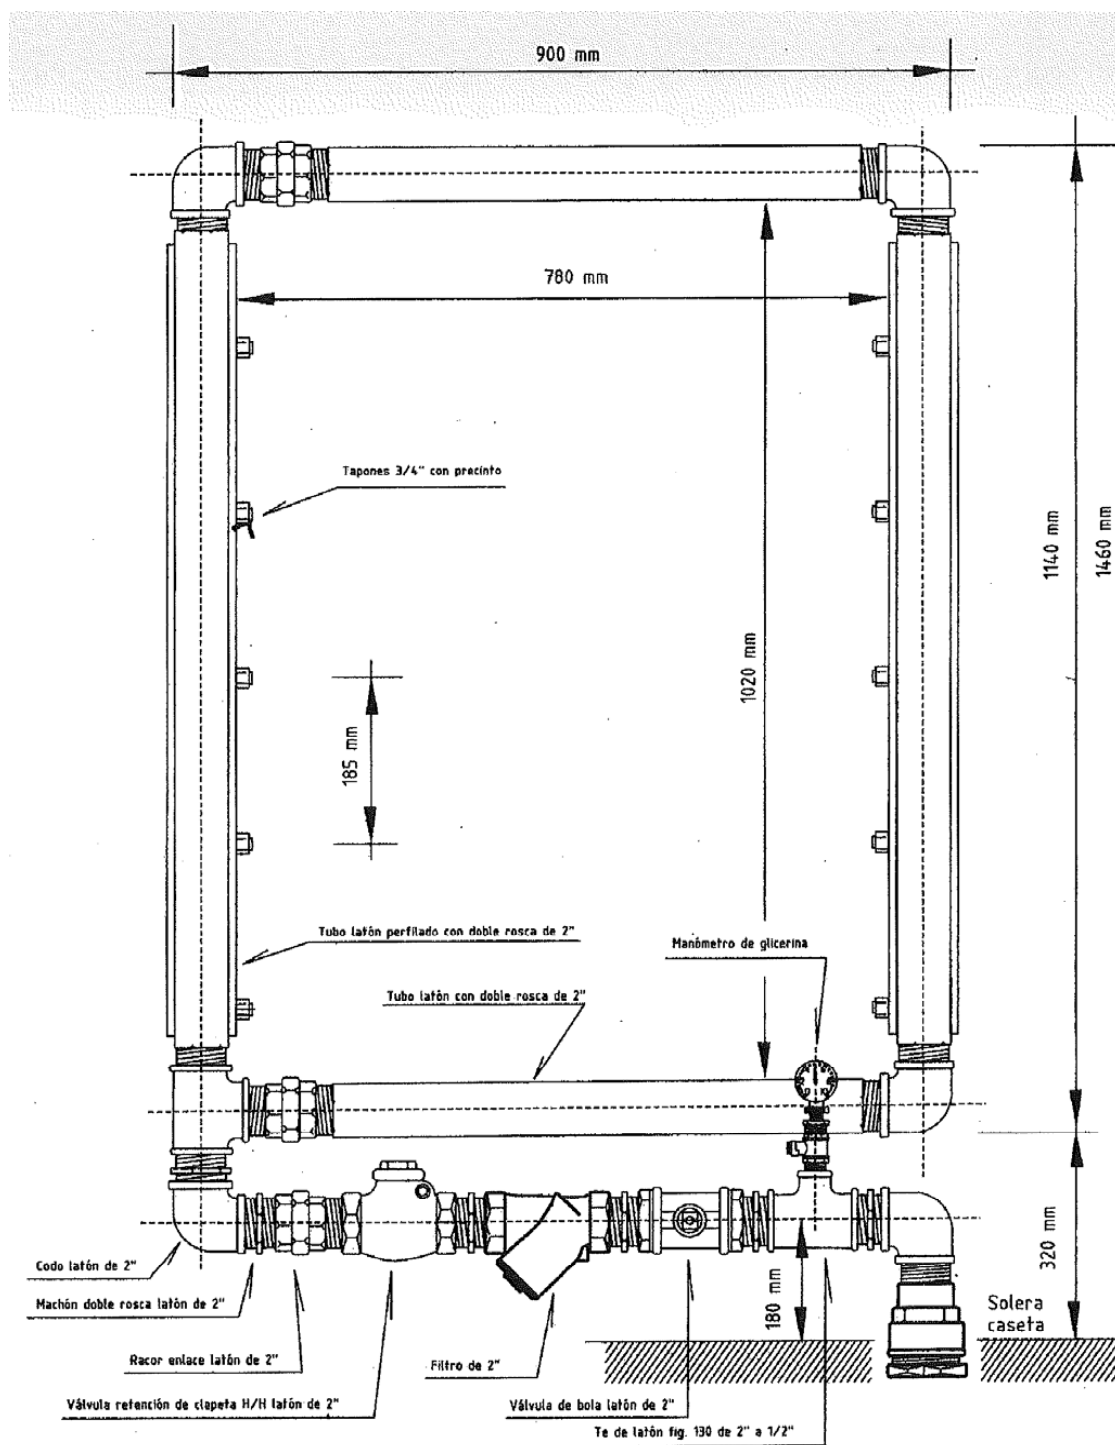 900 mm
780 mm
Tapones 3/4" con precinto
1140 mm
1460 mm
1020 mm
185 mm
Tubo latón perfilado con doble rosca de 2"
Manómetro de glicerina
Tubo latón con doble rosca de 2"
Codo latón de 2"
Machón doble rosca latón de 2"
Racor enlace latón de 2"
Válvula retención de clapeta H/H latón de 2"
Filtro de 2"
Válvula de bola latón de 2"
Te de latón fig. 130 de 2" a 1/2"
180 mm
320 mm
Solera
caseta